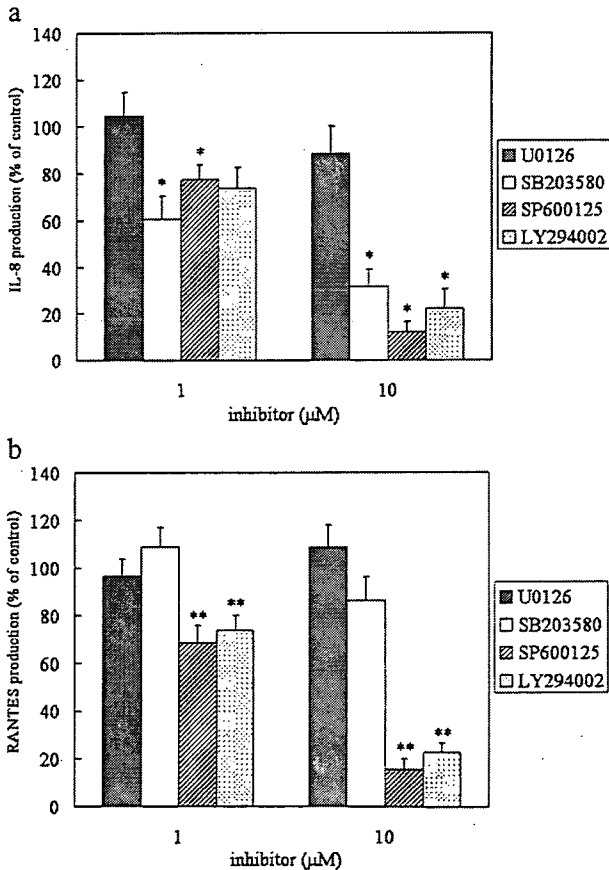 a
140
120
100
80
60
40
20
0
IL-8 production (% of control)
*
*
*
*
*
1
10
inhibitor (μM)
U0126
SB203580
SP600125
LY294002
b
140
120
100
80
60
40
20
0
RANTES production (% of control)
**
**
**
**
1
10
inhibitor (μM)
U0126
SB203580
SP600125
LY294002